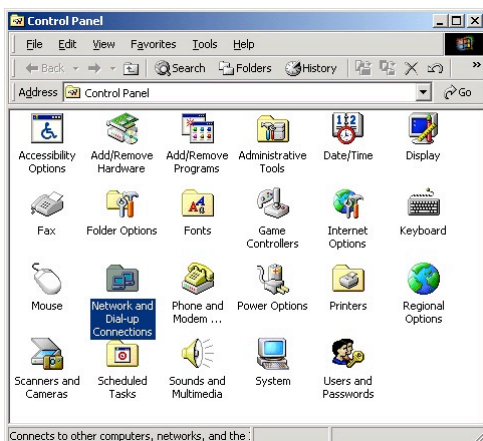 Control Panel
File Edit View Favorites Tools Help
Back Search Folders History »
Address Control Panel Go
Accessibility Options
Add/Remove Hardware
Add/Remove Programs
Administrative Tools
Date/Time
Display
Fax
Folder Options
Fonts
Game Controllers
Internet Options
Keyboard
Mouse
Network and Dial-up Connections
Phone and Modem ...
Power Options
Printers
Regional Options
Scanners and Cameras
Scheduled Tasks
Sounds and Multimedia
System
Users and Passwords
Connects to other computers, networks, and the